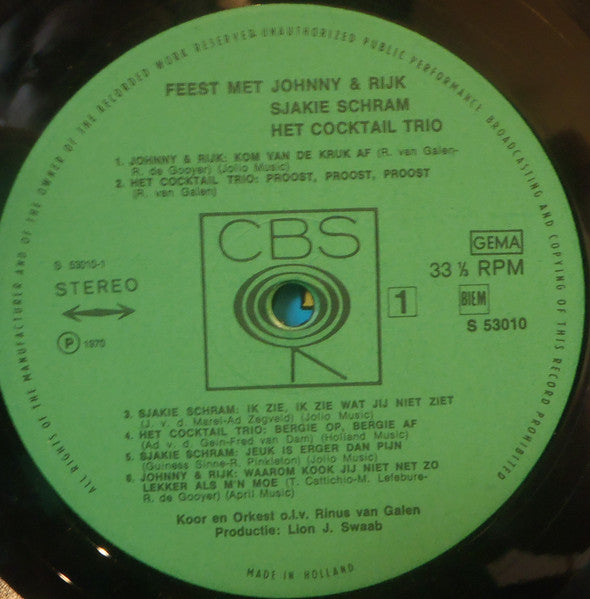 ALL RIGHTS OF THE MANUFACTURER AND OF THE OWNER OF THE RECORDED WORK RESERVED-UNAUTHORIZED PUBLIC PERFORMANCE BROADCASTING AND COPYING OF THIS RECORD PROHIBITED
FEEST MET JOHNNY & RIJK
SJAKIE SCHRAM
HET COCKTAIL TRIO
1. JOHNNY & RIJK: KOM VAN DE KRUK AF (R. van Galen-
R. de Gooyer) (Jolio Music)
2. HET COCKTAIL TRIO: PROOST, PROOST, PROOST
(R. van Galen)
CBS
S 53010-1
STEREO
P 1970
GEMA
33⅓ RPM
1
BIEM
S 53010
3. SJAKIE SCHRAM: IK ZIE, IK ZIE WAT JIJ NIET ZIET
(J. v. d. Marel-Ad Zegveld) (Jolio Music)
4. HET COCKTAIL TRIO: BERGIE OP, BERGIE AF
(Ad v. d. Gein-Fred van Dam) (Holland Music)
5. SJAKIE SCHRAM: JEUK IS ERGER DAN PIJN
(Guiness Sinne-R. Pinkleton) (Jolio Music)
6. JOHNNY & RIJK: WAAROM KOOK JIJ NIET NET ZO
LEKKER ALS M'N MOE (T. Cattichio-M. Lefebure-
R. de Gooyer) (April Music)
Koor en Orkest o.l.v. Rinus van Galen
Productie: Lion J. Swaab
MADE IN HOLLAND